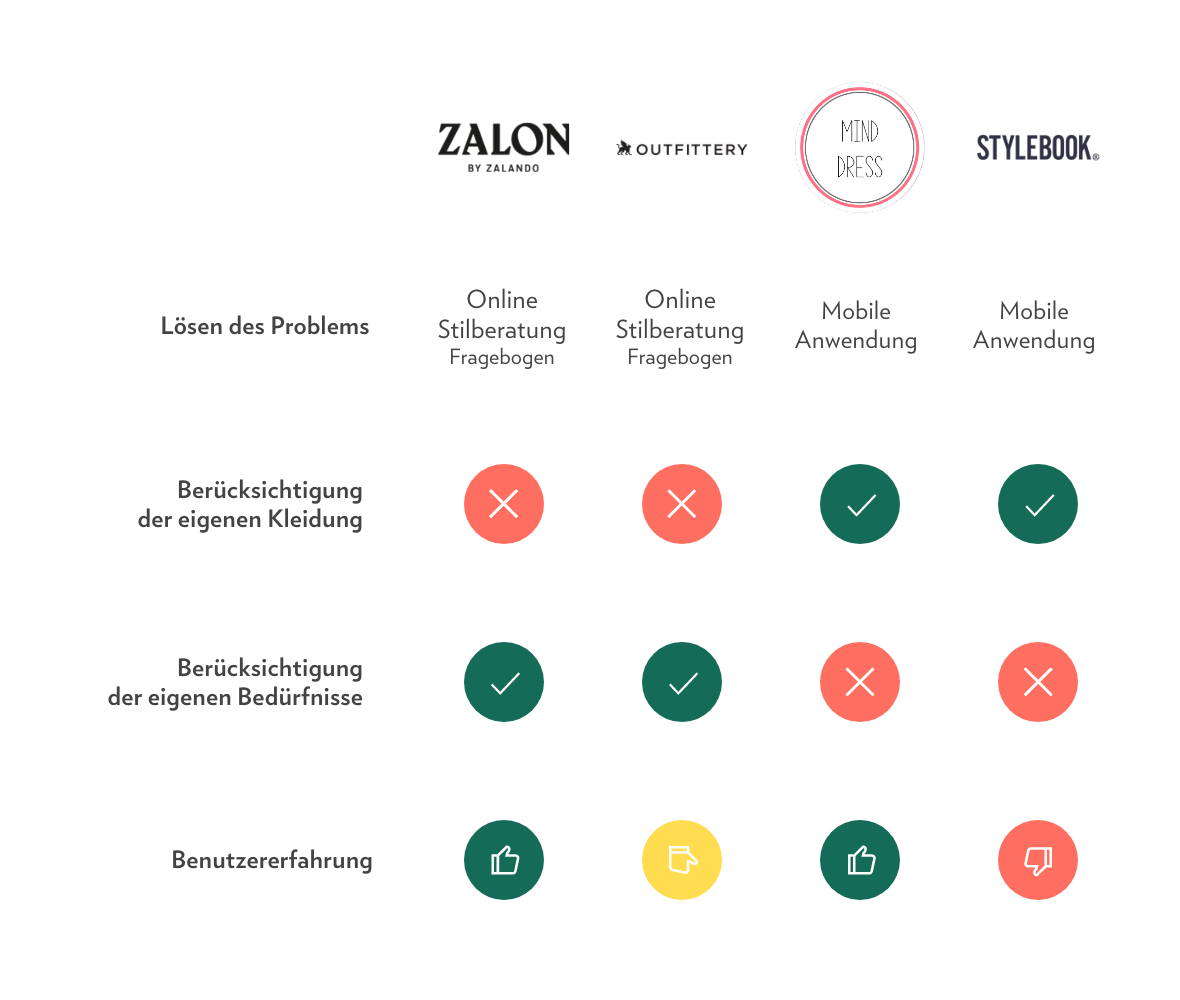 ZALON
BY ZALANDO
OUTFITTERY
MIND
DRESS
STYLEBOOK®
Lösen des Problems
Online
Stilberatung
Fragebogen
Online
Stilberatung
Fragebogen
Mobile
Anwendung
Mobile
Anwendung
Berücksichtigung
der eigenen Kleidung
Berücksichtigung
der eigenen Bedürfnisse
Benutzererfahrung